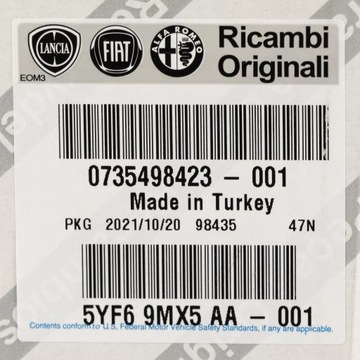 LANCIA FIAT ALFA ROMEO
Ricambi
Originali
EOM3
0735498423 - 001
Made in Turkey
PKG 2021/10/20 98435 47N
5YF6 9MX5 AA - 001
Contents conform to U.S. Federal Motor Vehicle Safety Standards, if any are applicable